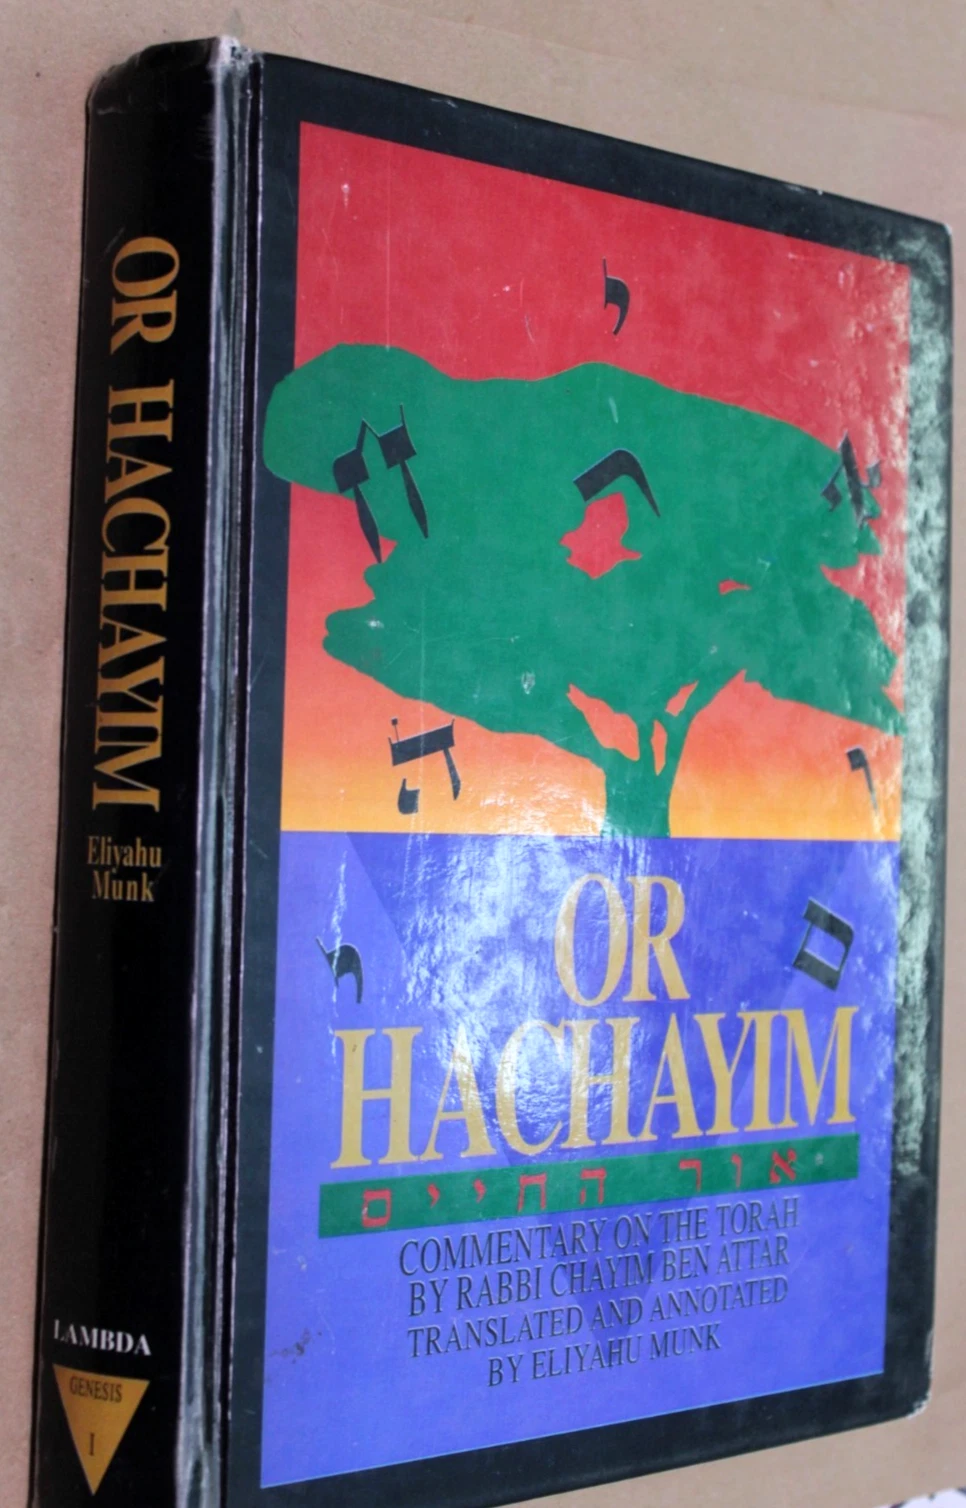 OR HACHAYIM
Eliyahu
Munk
LAMBDA
GENESIS
I
י
א
ר
ח
ה
ו
י
ם
OR
HACHAYIM
אור החיים
COMMENTARY ON THE TORAH
BY RABBI CHAYIM BEN ATTAR
TRANSLATED AND ANNOTATED
BY ELIYAHU MUNK